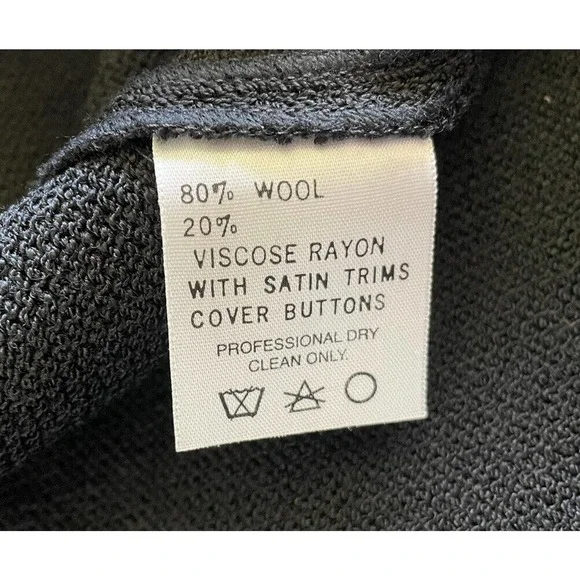 80% WOOL
20%
VISCOSE RAYON
WITH SATIN TRIMS
COVER BUTTONS
PROFESSIONAL DRY
CLEAN ONLY.